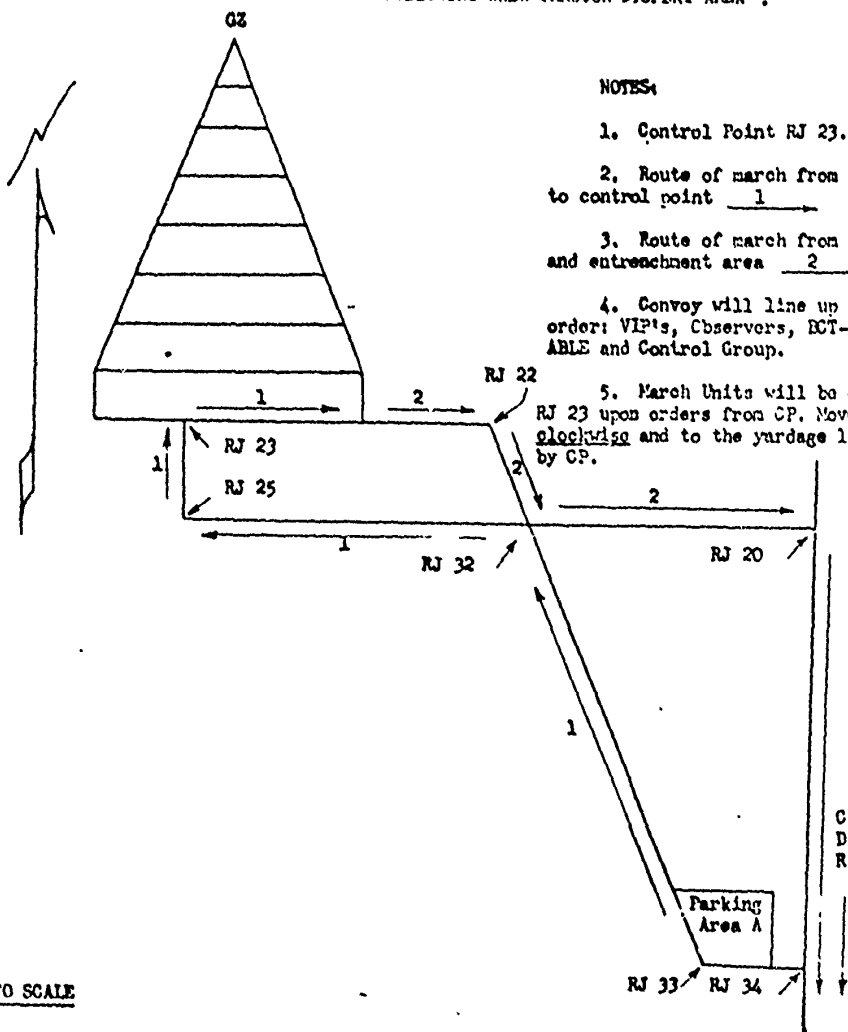 GZ
NOTES:
1. Control Point RJ 23.
2. Route of march from
to control point 1
3. Route of march from
and entrenchment area 2
4. Convoy will line up
order: VIP's, Observers, BCT-
ABLE and Control Group.
5. March Units will be
RJ 23 upon orders from CP. Mov
clockwise and to the yardage l
by CP.
RJ 22
1
2
RJ 23
1
RJ 25
2
2
1
RJ 32
RJ 20
1
C
D
R
Parking
Area A
TO SCALE
RJ 33
RJ 34